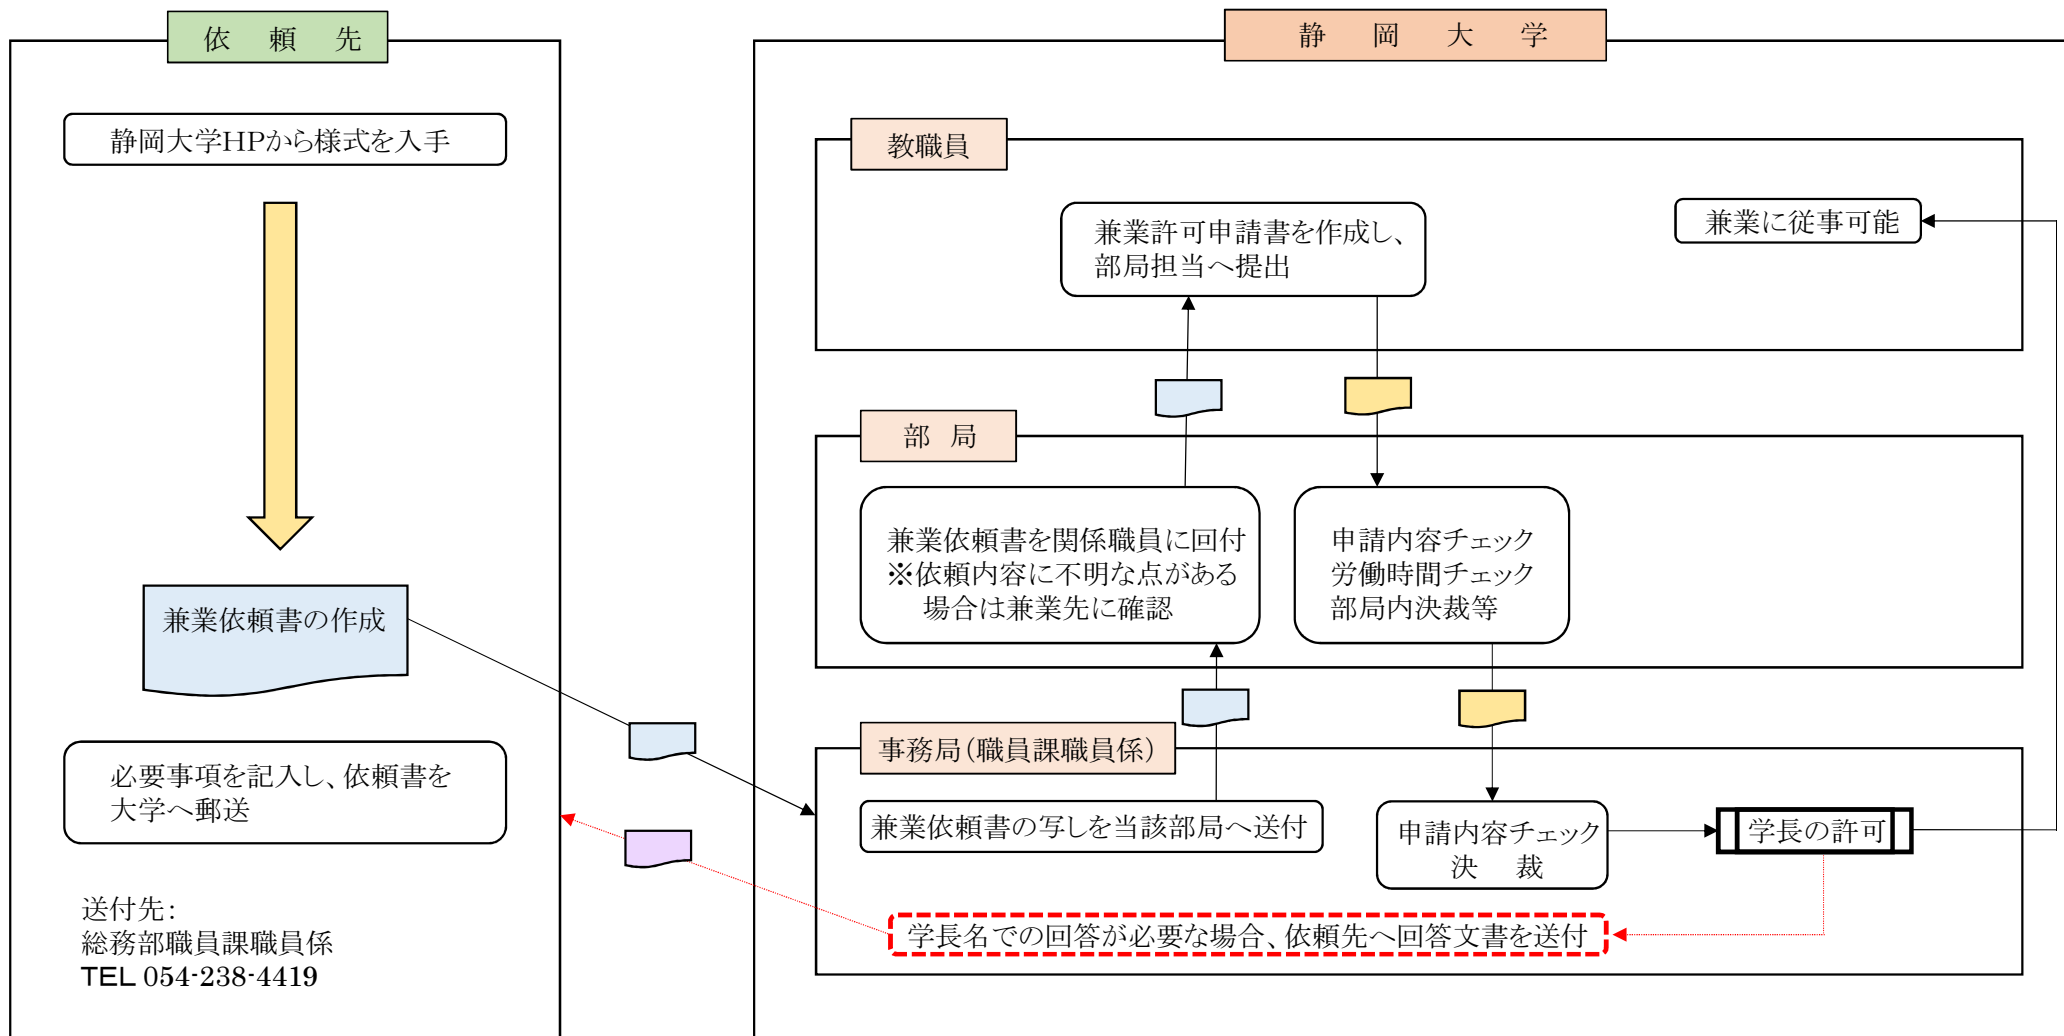 依　頼　先
静岡大学HPから様式を入手
兼業依頼書の作成
必要事項を記入し、依頼書を
大学へ郵送
送付先：
総務部職員課職員係
TEL 054-238-4419
静　岡　大　学
教職員
兼業許可申請書を作成し、
部局担当へ提出
兼業に従事可能
部　局
兼業依頼書を関係職員に回付
※依頼内容に不明な点がある
場合は兼業先に確認
申請内容チェック
労働時間チェック
部局内決裁等
事務局（職員課職員係）
兼業依頼書の写しを当該部局へ送付
申請内容チェック
決　裁
学長の許可
学長名での回答が必要な場合、依頼先へ回答文書を送付